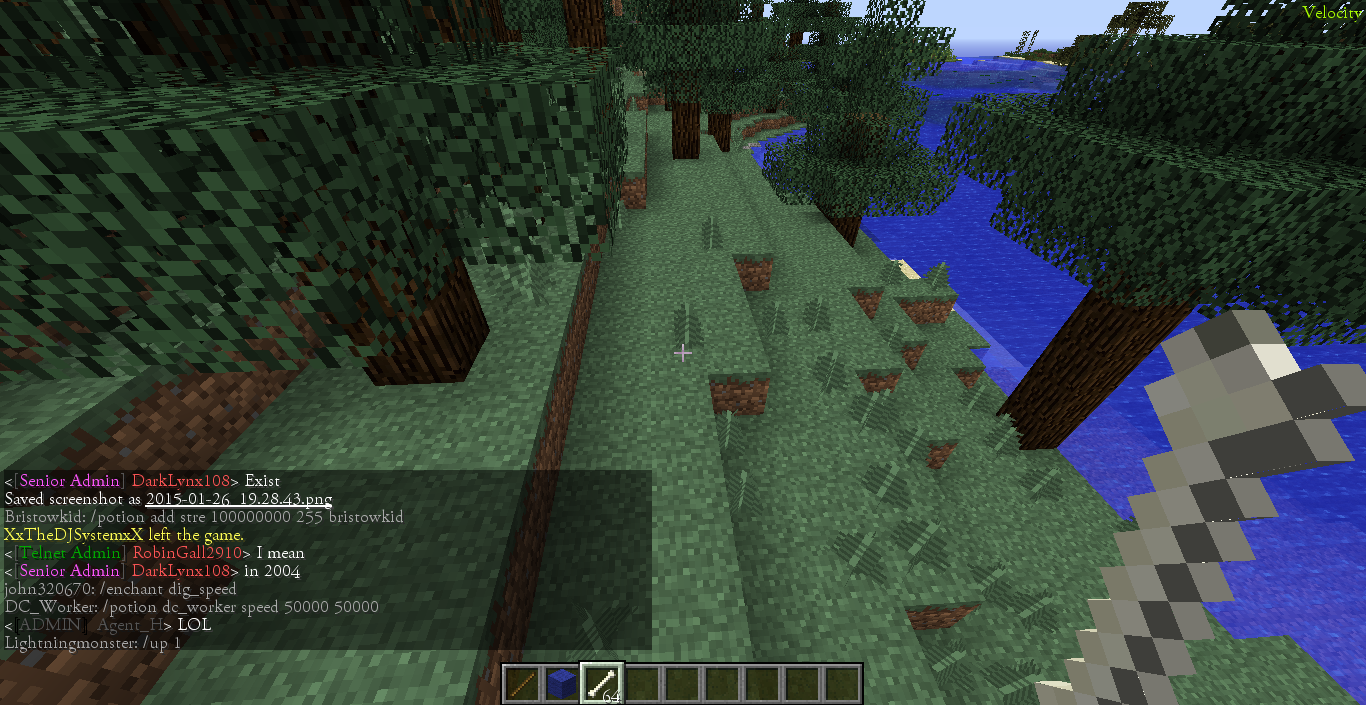 Velocity
<[Senior Admin] DarkLynx108> Exist
Saved screenshot as 2015-01-26_19.28.43.png
Bristowkid: /potion add stre 100000000 255 bristowkid
XxTheDJSystemxX left the game.
<[Telnet Admin] RobinGall2910> I mean
<[Senior Admin] DarkLynx108> in 2004
john320670: /enchant dig_speed
DC_Worker: /potion dc_worker speed 50000 50000
<[ADMIN] Agent_H> LOL
Lightningmonster: /up 1
64